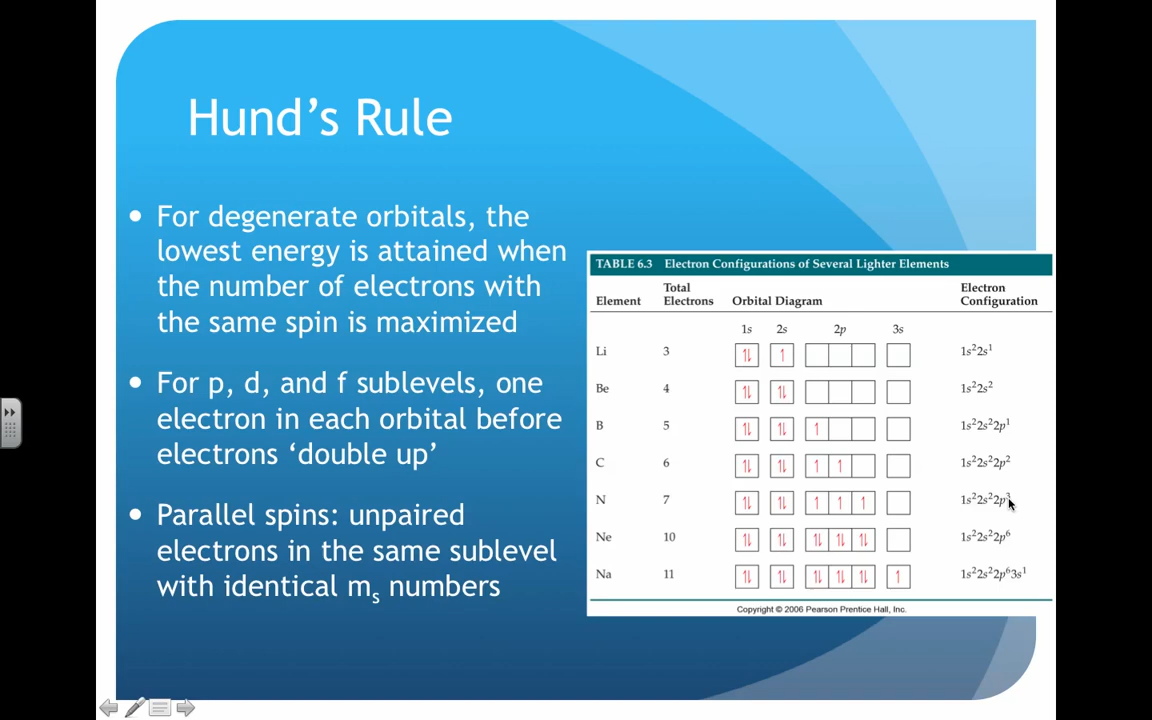 Hund’s Rule
• For degenerate orbitals, the
lowest energy is attained when
the number of electrons with
the same spin is maximized
• For p, d, and f sublevels, one
electron in each orbital before
electrons ‘double up’
• Parallel spins: unpaired
electrons in the same sublevel
with identical mₛ numbers
TABLE 6.3 Electron Configurations of Several Lighter Elements
Element Total Electrons Orbital Diagram Electron Configuration
1s 2s 2p 3s
Li 3 ⥮ ↿ 1s²2s¹
Be 4 ⥮ ⥮ 1s²2s²
B 5 ⥮ ⥮ ↿ 1s²2s²2p¹
C 6 ⥮ ⥮ ↿ ↿ 1s²2s²2p²
N 7 ⥮ ⥮ ↿ ↿ ↿ 1s²2s²2p³
Ne 10 ⥮ ⥮ ⥮ ⥮ ⥮ 1s²2s²2p⁶
Na 11 ⥮ ⥮ ⥮ ⥮ ⥮ ↿ 1s²2s²2p⁶3s¹
Copyright © 2006 Pearson Prentice Hall, Inc.